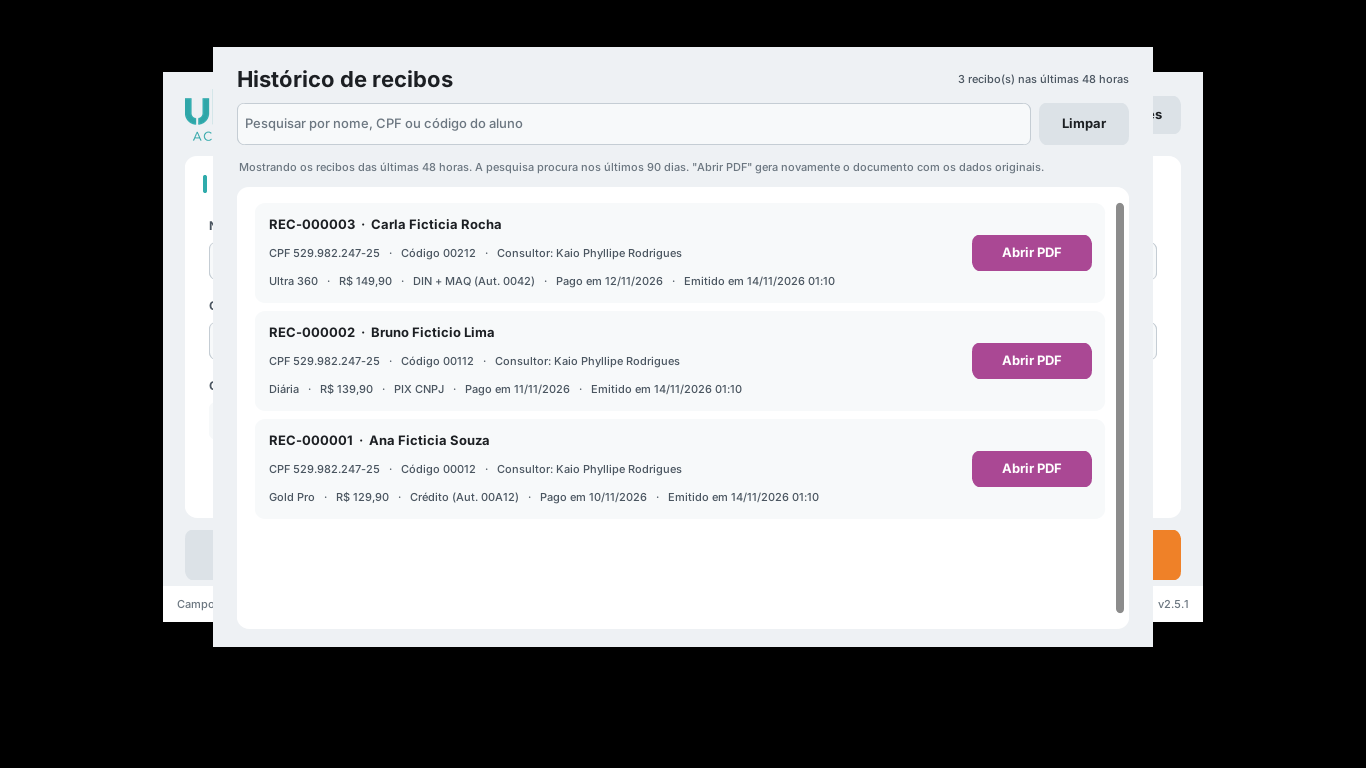 Histórico de recibos
3 recibo(s) nas últimas 48 horas
Pesquisar por nome, CPF ou código do aluno
Limpar
Mostrando os recibos das últimas 48 horas. A pesquisa procura nos últimos 90 dias. "Abrir PDF" gera novamente o documento com os dados originais.
REC-000003 · Carla Ficticia Rocha
CPF 529.982.247-25 · Código 00212 · Consultor: Kaio Phyllipe Rodrigues
Abrir PDF
Ultra 360 · R$ 149,90 · DIN + MAQ (Aut. 0042) · Pago em 12/11/2026 · Emitido em 14/11/2026 01:10
REC-000002 · Bruno Ficticio Lima
CPF 529.982.247-25 · Código 00112 · Consultor: Kaio Phyllipe Rodrigues
Abrir PDF
Diária · R$ 139,90 · PIX CNPJ · Pago em 11/11/2026 · Emitido em 14/11/2026 01:10
REC-000001 · Ana Ficticia Souza
CPF 529.982.247-25 · Código 00012 · Consultor: Kaio Phyllipe Rodrigues
Abrir PDF
Gold Pro · R$ 129,90 · Crédito (Aut. 00A12) · Pago em 10/11/2026 · Emitido em 14/11/2026 01:10
v2.5.1